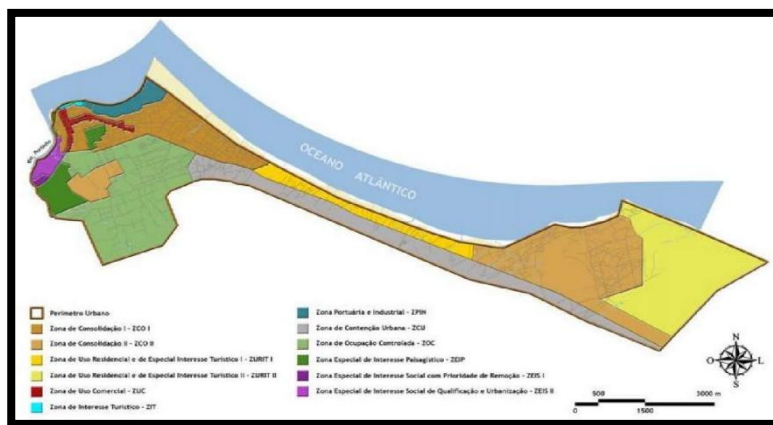 OCEANO ATLÂNTICO
Perímetro Urbano
Zona de Consolidação I - ZCO I
Zona de Consolidação II - ZCO II
Zona de Uso Residencial e de Especial Interesse Turístico I - ZURIT I
Zona de Uso Residencial e de Especial Interesse Turístico II - ZURIT II
Zona de Uso Comercial - ZUC
Zona de Interesse Turístico - ZIT
Zona Portuária e Industrial - ZPIN
Zona de Contenção Urbana - ZCU
Zona de Ocupação Controlada - ZOC
Zona Especial de Interesse Paisagístico - ZEIP
Zona Especial de Interesse Social com Prioridade de Remoção - ZEIS I
Zona Especial de Interesse Social de Qualificação e Urbanização - ZEIS II
N
O L
S
500 3000 m
0 1500